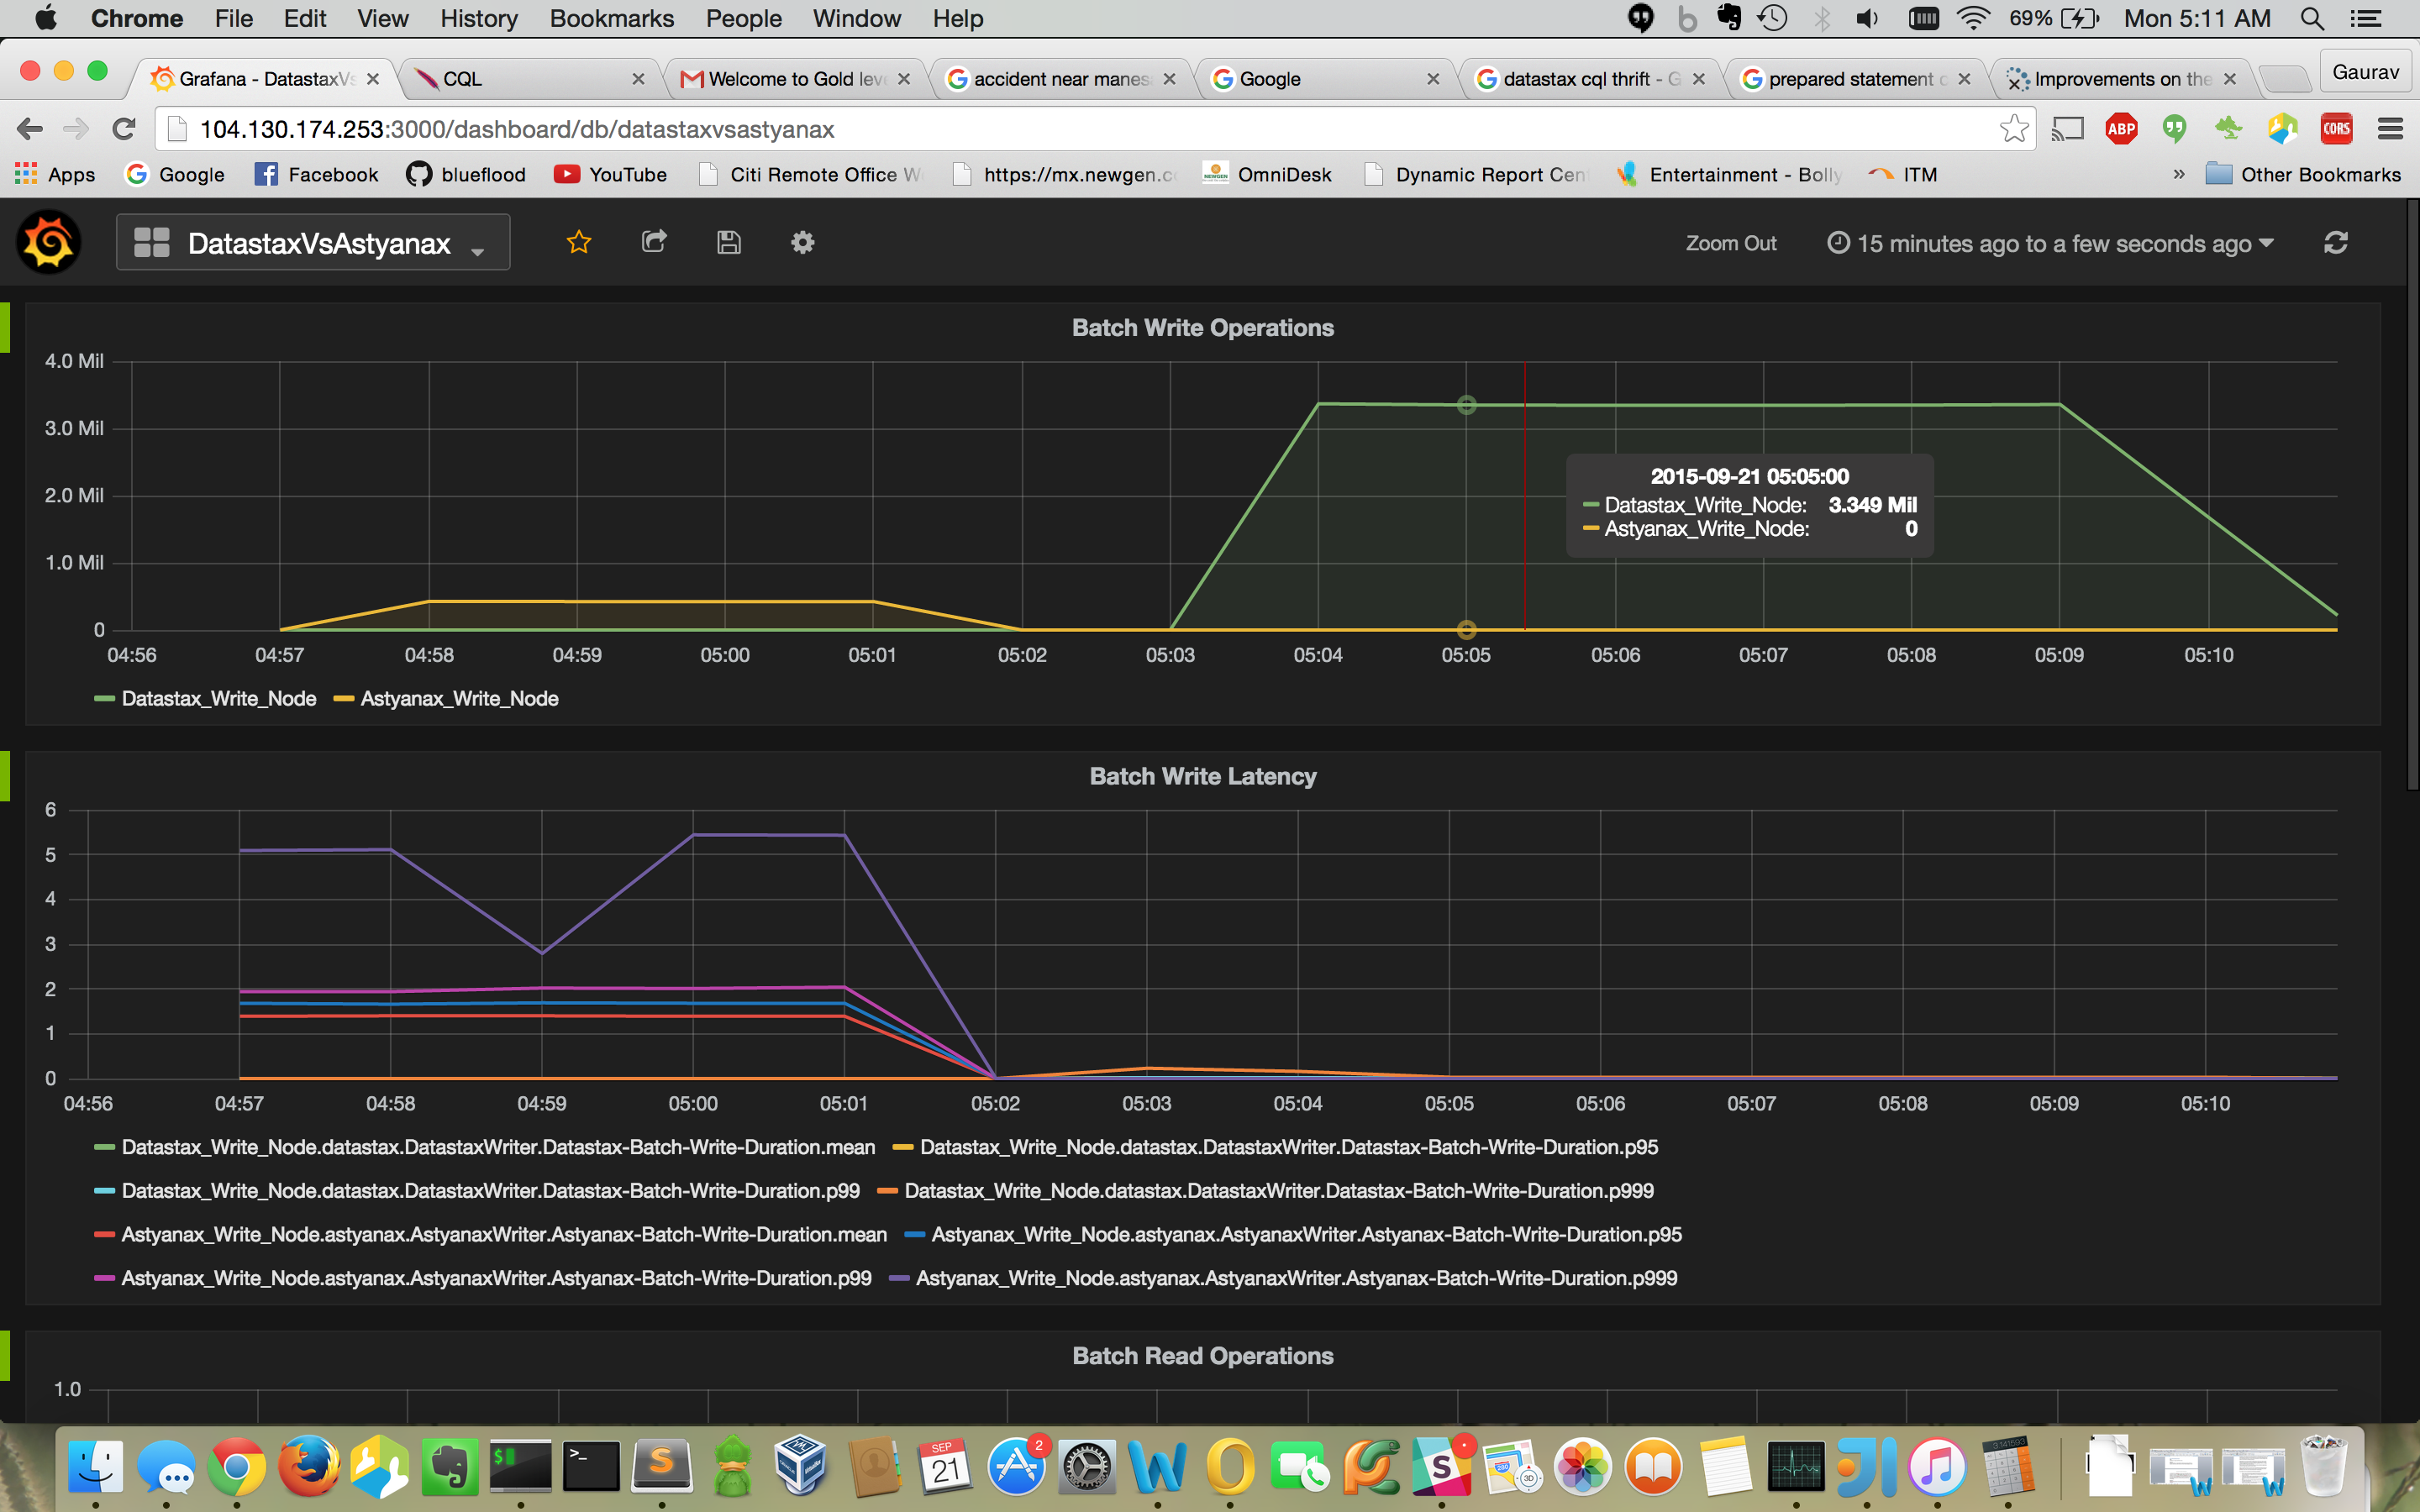 Chrome File Edit View History Bookmarks People Window Help 69% Mon 5:11 AM
Grafana - DatastaxVs CQL Welcome to Gold leve accident near manes Google datastax cql thrift - G prepared statement c Improvements on the Gaurav
104.130.174.253:3000/dashboard/db/datastaxvsastyanax ABP CORS
Apps Google Facebook blueflood YouTube Citi Remote Office W https://mx.newgen.c OmniDesk Dynamic Report Cen Entertainment - Bolly ITM » Other Bookmarks
DatastaxVsAstyanax Zoom Out 15 minutes ago to a few seconds ago
Batch Write Operations
4.0 Mil
3.0 Mil
2.0 Mil
1.0 Mil
0
2015-09-21 05:05:00
Datastax_Write_Node: 3.349 Mil
Astyanax_Write_Node: 0
04:56 04:57 04:58 04:59 05:00 05:01 05:02 05:03 05:04 05:05 05:06 05:07 05:08 05:09 05:10
Datastax_Write_Node Astyanax_Write_Node
Batch Write Latency
6
5
4
3
2
1
0
04:56 04:57 04:58 04:59 05:00 05:01 05:02 05:03 05:04 05:05 05:06 05:07 05:08 05:09 05:10
Datastax_Write_Node.datastax.DatastaxWriter.Datastax-Batch-Write-Duration.mean Datastax_Write_Node.datastax.DatastaxWriter.Datastax-Batch-Write-Duration.p95
Datastax_Write_Node.datastax.DatastaxWriter.Datastax-Batch-Write-Duration.p99 Datastax_Write_Node.datastax.DatastaxWriter.Datastax-Batch-Write-Duration.p999
Astyanax_Write_Node.astyanax.AstyanaxWriter.Astyanax-Batch-Write-Duration.mean Astyanax_Write_Node.astyanax.AstyanaxWriter.Astyanax-Batch-Write-Duration.p95
Astyanax_Write_Node.astyanax.AstyanaxWriter.Astyanax-Batch-Write-Duration.p99 Astyanax_Write_Node.astyanax.AstyanaxWriter.Astyanax-Batch-Write-Duration.p999
Batch Read Operations
1.0
SEP
21
2